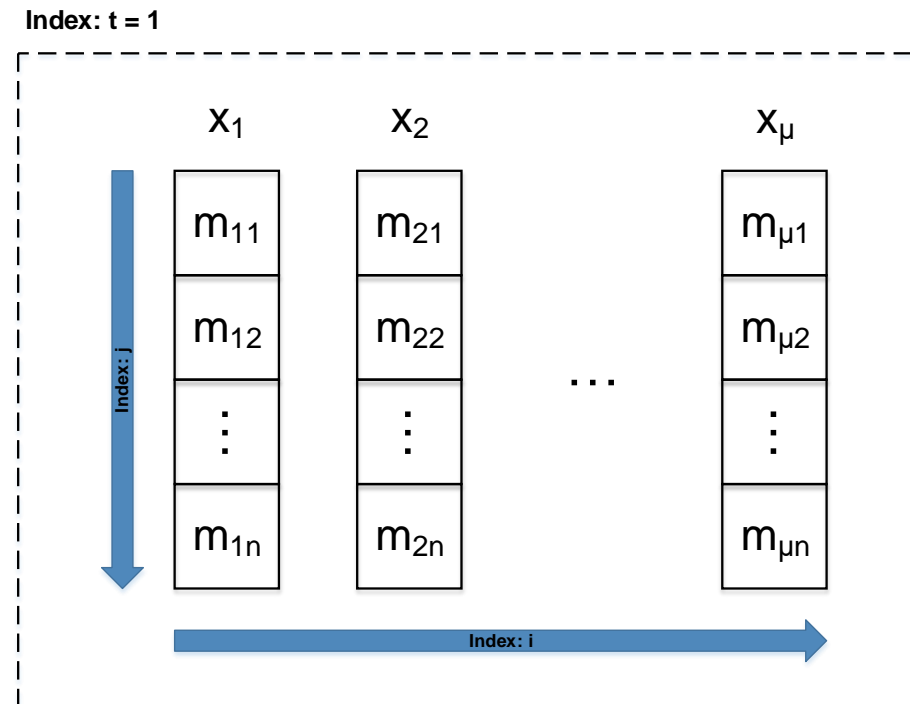 Index: t = 1
x₁ x₂ xμ
m₁₁ m₂₁ mμ₁
m₁₂ m₂₂ mμ₂
Index: j
…
⋮ ⋮ ⋮
m₁ₙ m₂ₙ mμₙ
Index: i